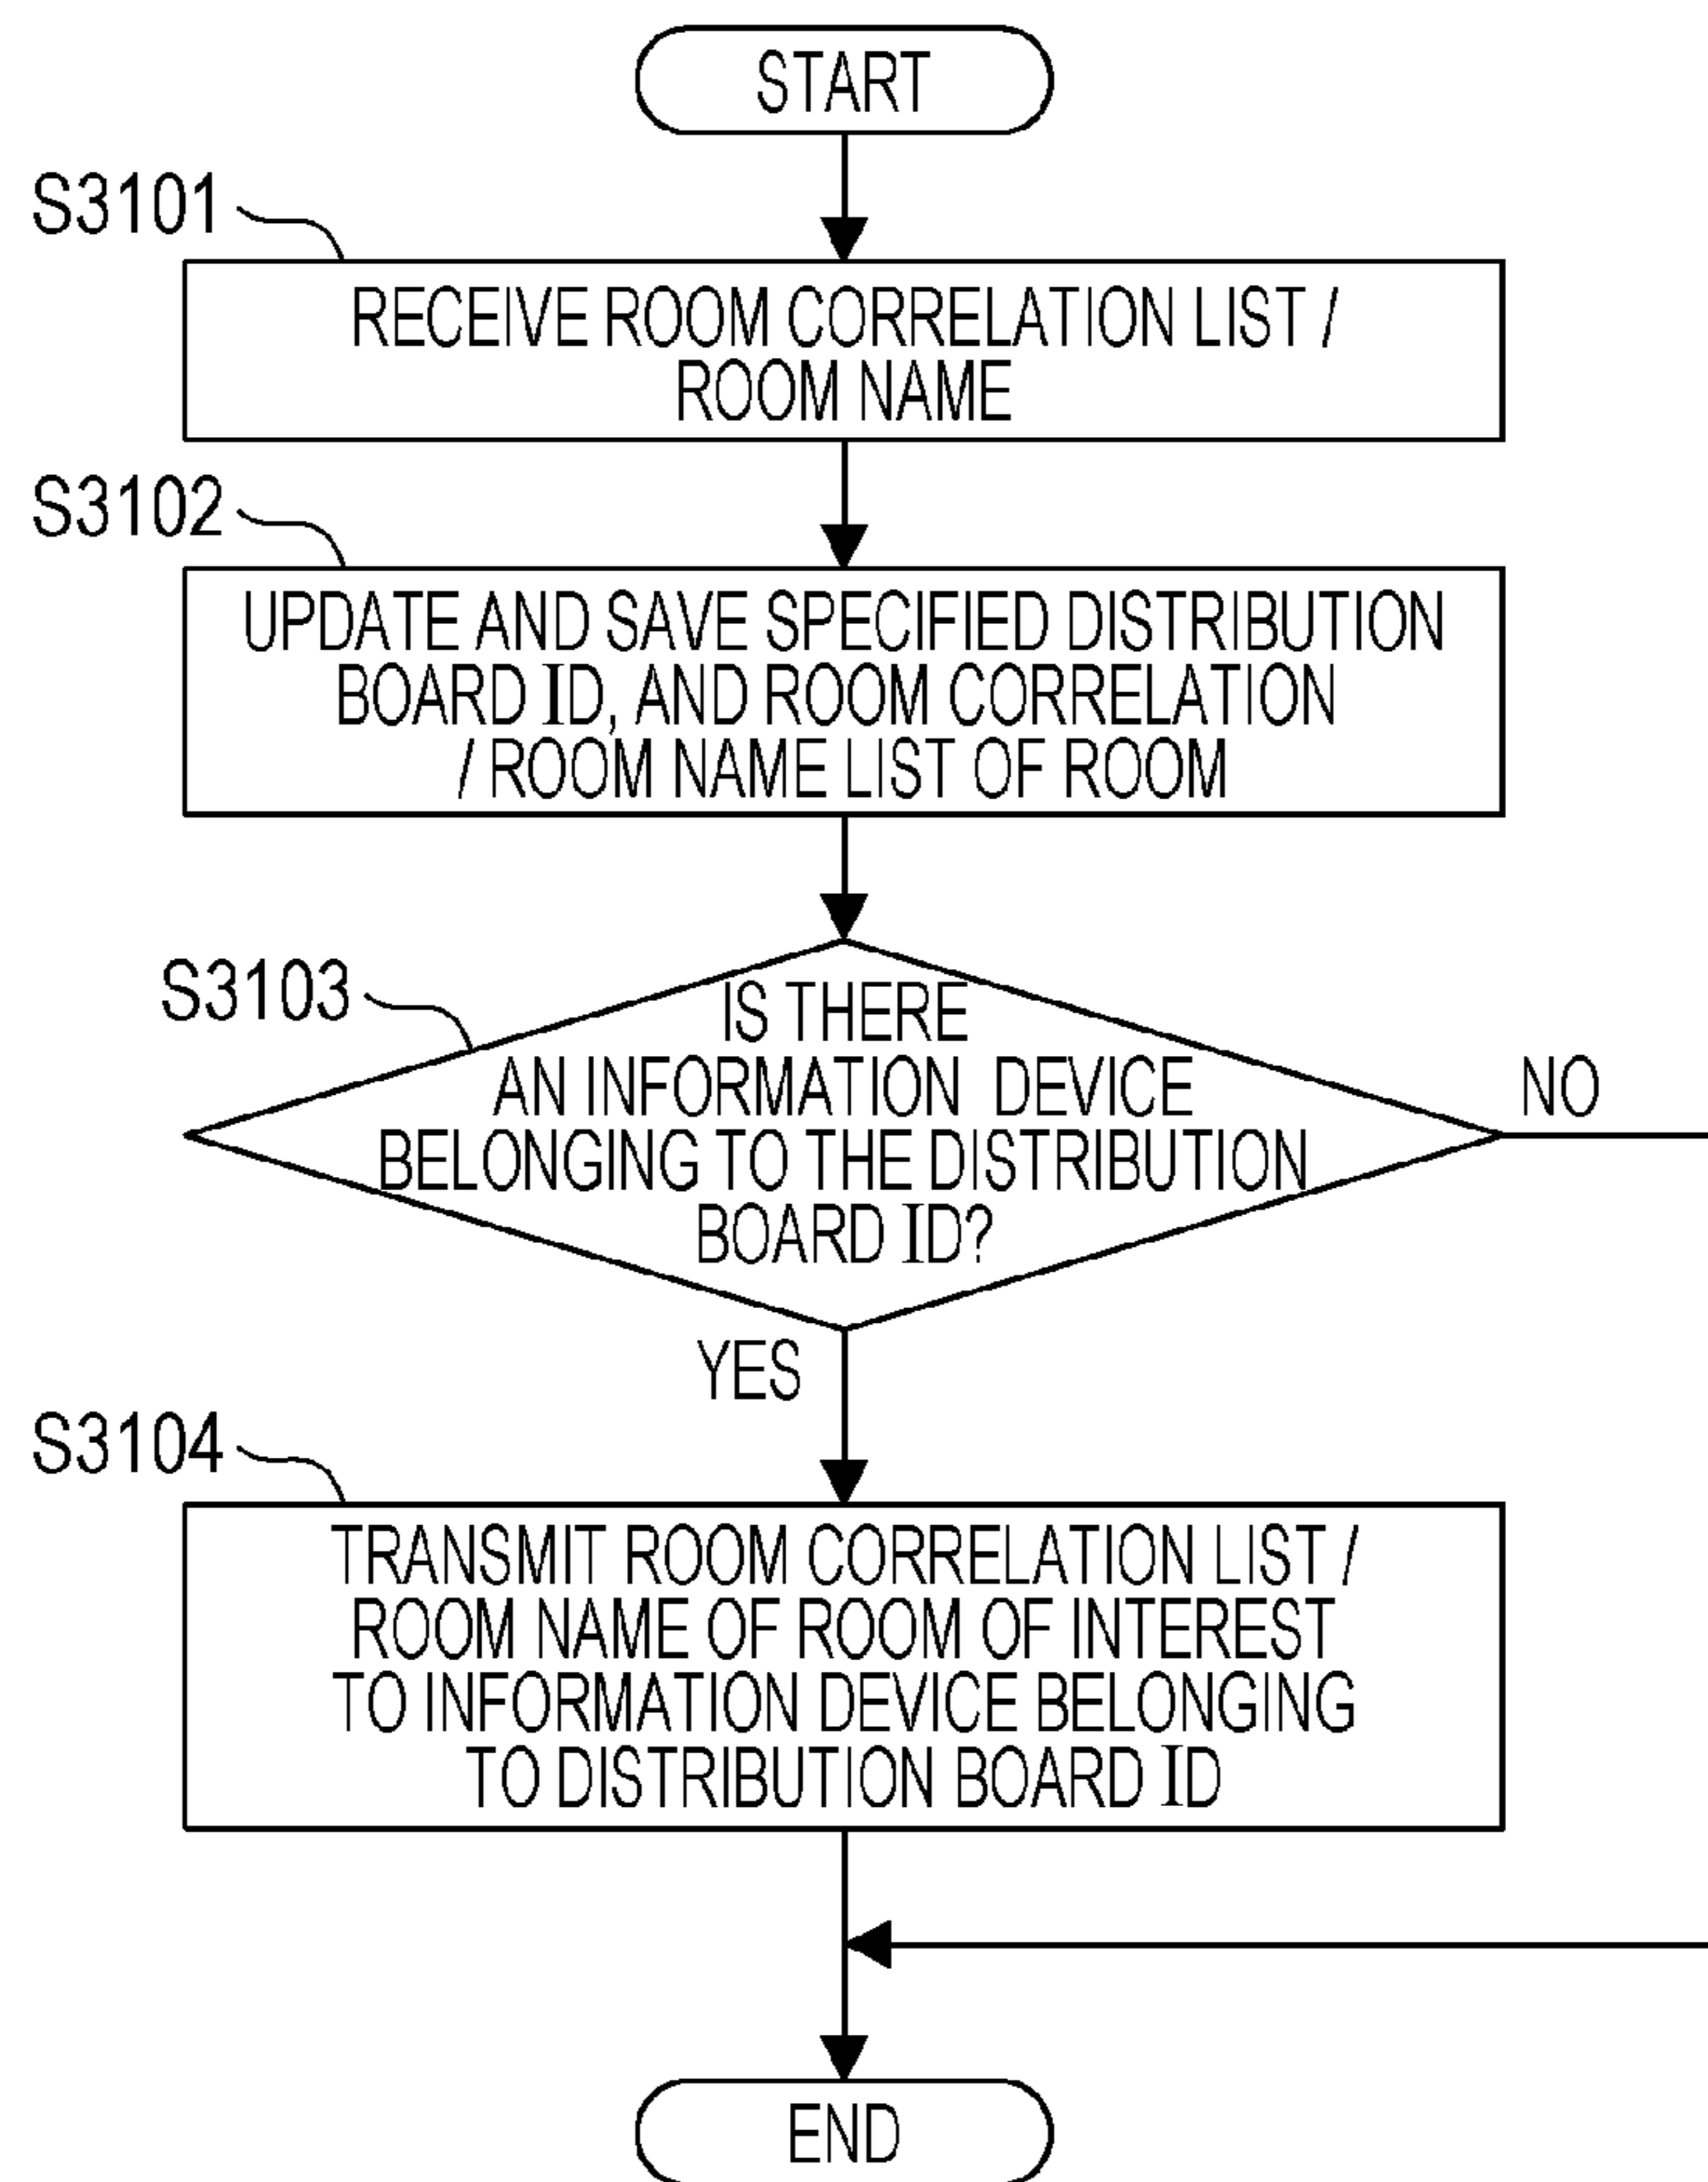 START
S3101
RECEIVE ROOM CORRELATION LIST /
ROOM NAME
S3102
UPDATE AND SAVE SPECIFIED DISTRIBUTION
BOARD ID, AND ROOM CORRELATION
/ ROOM NAME LIST OF ROOM
S3103
IS THERE
AN INFORMATION DEVICE
BELONGING TO THE DISTRIBUTION
BOARD ID?
NO
YES
S3104
TRANSMIT ROOM CORRELATION LIST /
ROOM NAME OF ROOM OF INTEREST
TO INFORMATION DEVICE BELONGING
TO DISTRIBUTION BOARD ID
END